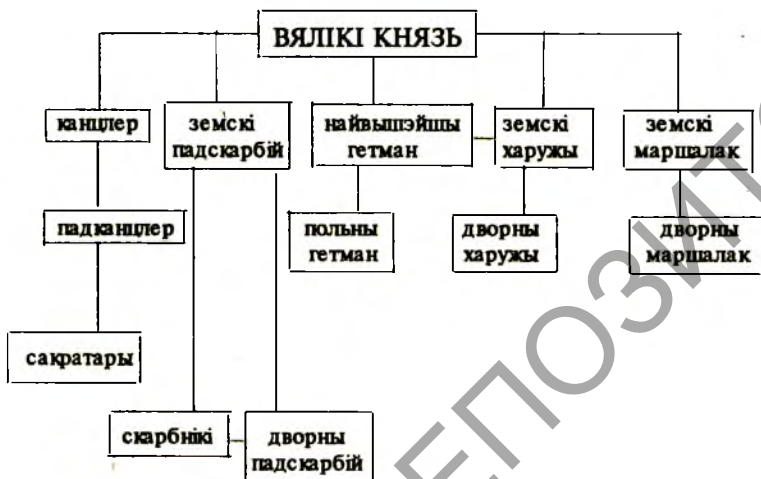 ВЯЛІКІ КНЯЗЬ
канцлер
земскі
падскарбій
найвышэйшы
гетман
земскі
харужы
земскі
маршалак
падканцлер
польны
гетман
дворны
харужы
дворны
маршалак
сакратары
скарбнікі
дворны
падскарбій